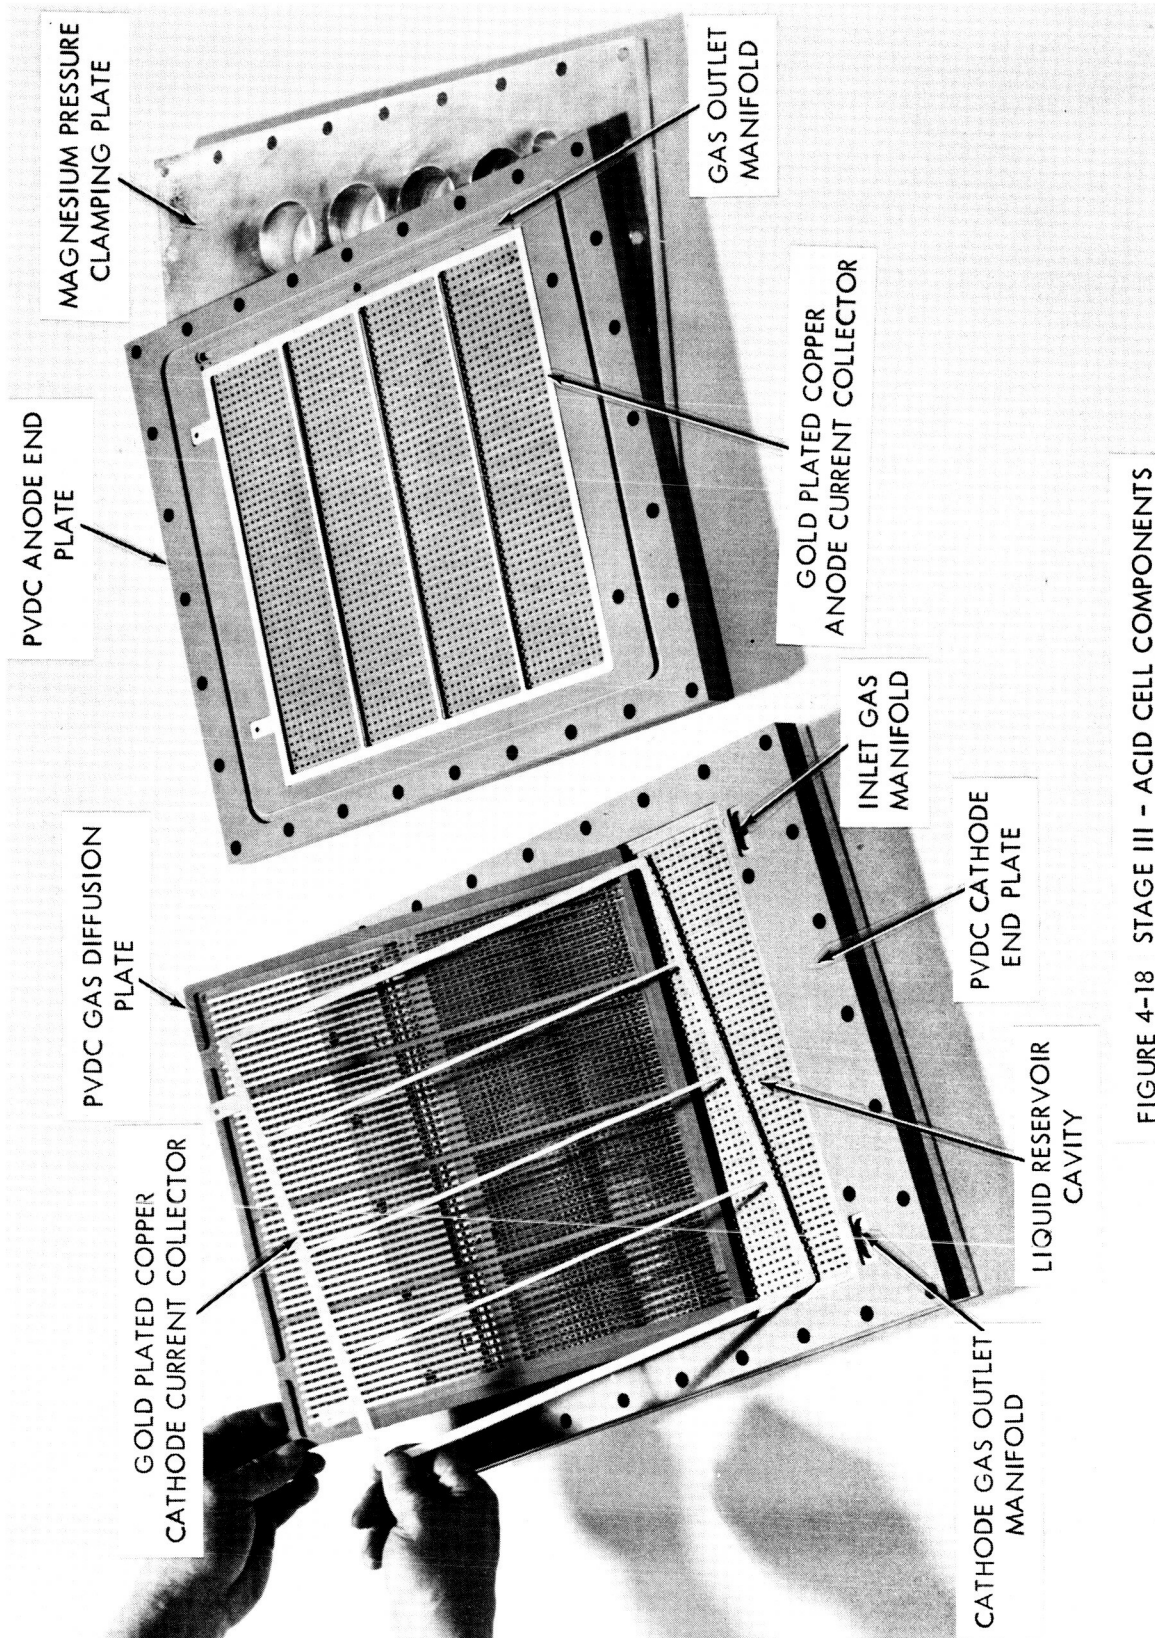 GOLD PLATED COPPER
CATHODE CURRENT COLLECTOR
PVDC GAS DIFFUSION
PLATE
PVDC ANODE END
PLATE
MAGNESIUM PRESSURE
CLAMPING PLATE
CATHODE GAS OUTLET
MANIFOLD
LIQUID RESERVOIR
CAVITY
PVDC CATHODE
END PLATE
INLET GAS
MANIFOLD
GOLD PLATED COPPER
ANODE CURRENT COLLECTOR
GAS OUTLET
MANIFOLD
FIGURE 4-18 STAGE III - ACID CELL COMPONENTS